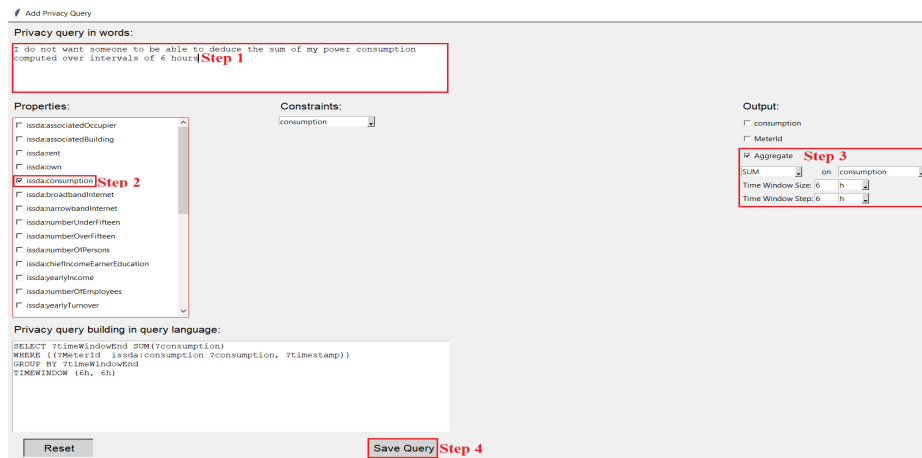 Add Privacy Query
Privacy query in words:
I do not want someone to be able to deduce the sum of my power consumption
computed over intervals of 6 hours Step 1
Properties:
issda:associatedOccupier
issda:associatedBuilding
issda:rent
issda:own
issda:consumption Step 2
issda:broadbandInternet
issda:narrowbandInternet
issda:numberUnderFifteen
issda:numberOverFifteen
issda:numberOfPersons
issda:chiefIncomeEarnerEducation
issda:yearlyIncome
issda:numberOfEmployees
issda:yearlyTurnover
Constraints:
consumption
Output:
consumption
MeterId
Aggregate Step 3
SUM on consumption
Time Window Size: 6 h
Time Window Step: 6 h
Privacy query building in query language:
SELECT ?timeWindowEnd SUM(?consumption)
WHERE {(?MeterId issda:consumption ?consumption, ?timestamp)}
GROUP BY ?timeWindowEnd
TIMEWINDOW (6h, 6h)
Reset
Save Query Step 4